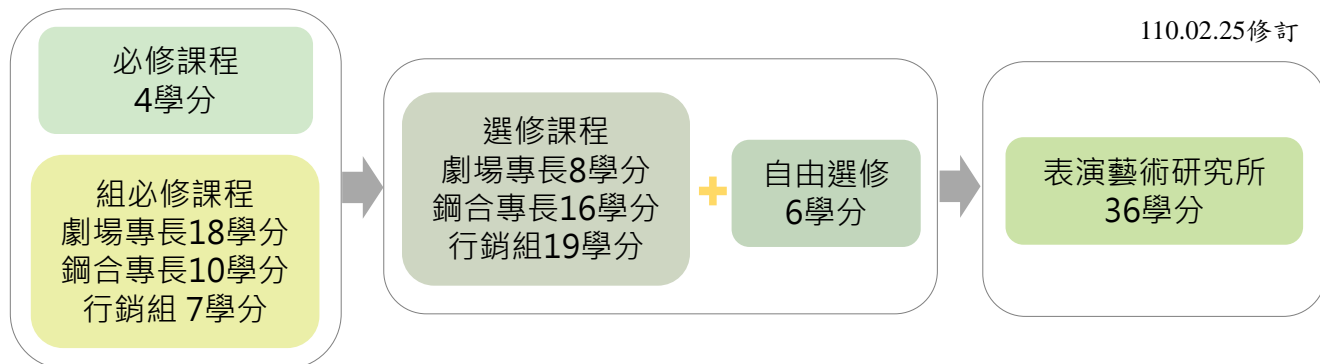 110.02.25修訂
必修課程
4學分
組必修課程
劇場專長18學分
鋼合專長10學分
行銷組 7學分
選修課程
劇場專長8學分
鋼合專長16學分
行銷組19學分
+
自由選修
6學分
表演藝術研究所
36學分